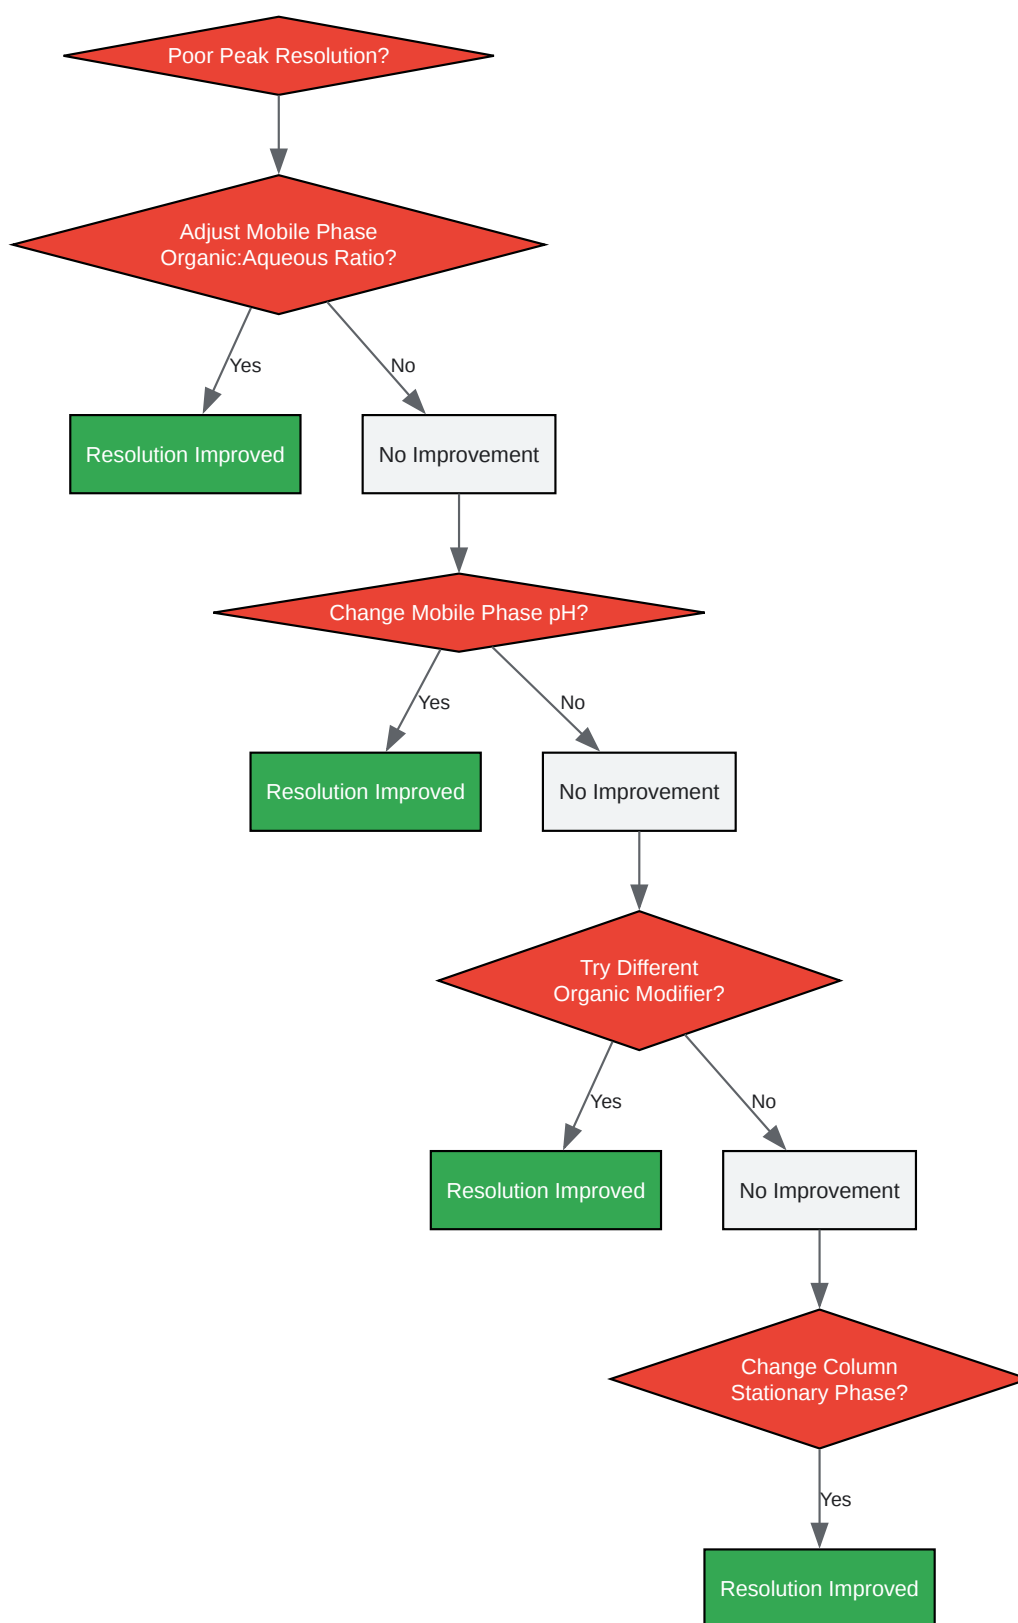 Poor Peak Resolution?
Adjust Mobile Phase
Organic:Aqueous Ratio?
Yes
No
Resolution Improved
No Improvement
Change Mobile Phase pH?
Yes
No
Resolution Improved
No Improvement
Try Different
Organic Modifier?
Yes
No
Resolution Improved
No Improvement
Change Column
Stationary Phase?
Yes
Resolution Improved